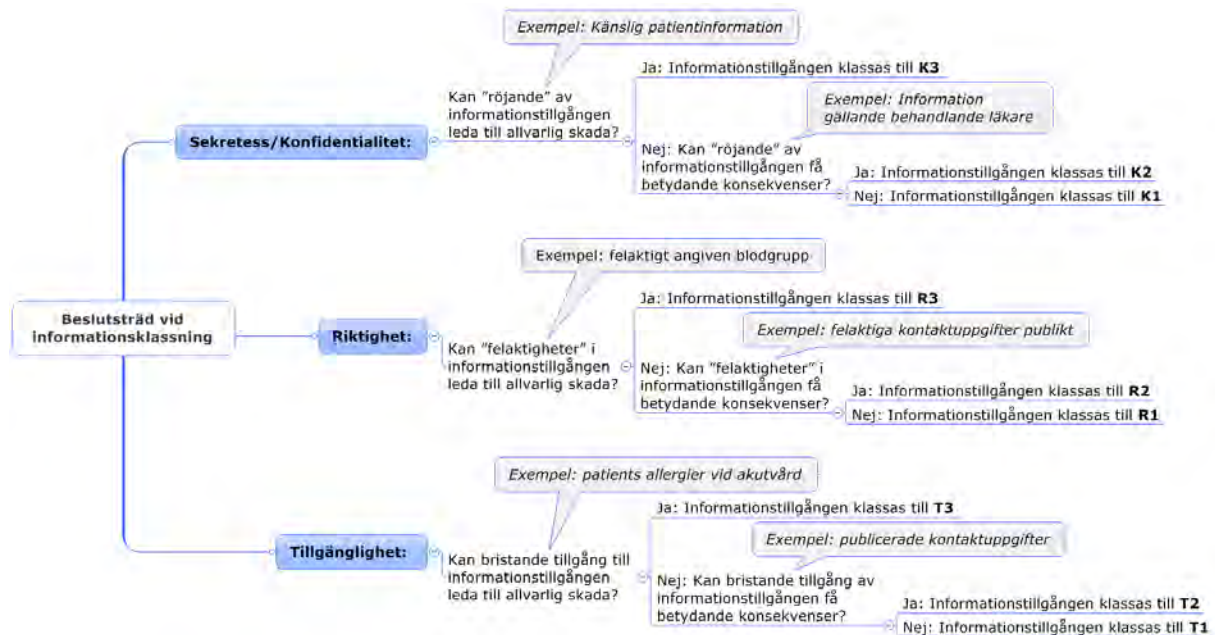 Beslutsträd vid
informationsklassning
Sekretess/Konfidentialitet:
Exempel: Känslig patientinformation
Kan ”röjande” av
informationstillgången
leda till allvarlig skada?
Ja: Informationstillgången klassas till K3
Exempel: Information
gällande behandlande läkare
Nej: Kan ”röjande” av
informationstillgången få
betydande konsekvenser?
Ja: Informationstillgången klassas till K2
Nej: Informationstillgången klassas till K1
Riktighet:
Exempel: felaktigt angiven blodgrupp
Kan ”felaktigheter” i
informationstillgången
leda till allvarlig skada?
Ja: Informationstillgången klassas till R3
Exempel: felaktiga kontaktuppgifter publikt
Nej: Kan ”felaktigheter” i
informationstillgången få
betydande konsekvenser?
Ja: Informationstillgången klassas till R2
Nej: Informationstillgången klassas till R1
Tillgänglighet:
Exempel: patients allergier vid akutvård
Kan bristande tillgång till
informationstillgången
leda till allvarlig skada?
Ja: Informationstillgången klassas till T3
Exempel: publicerade kontaktuppgifter
Nej: Kan bristande tillgång av
informationstillgången få
betydande konsekvenser?
Ja: Informationstillgången klassas till T2
Nej: Informationstillgången klassas till T1